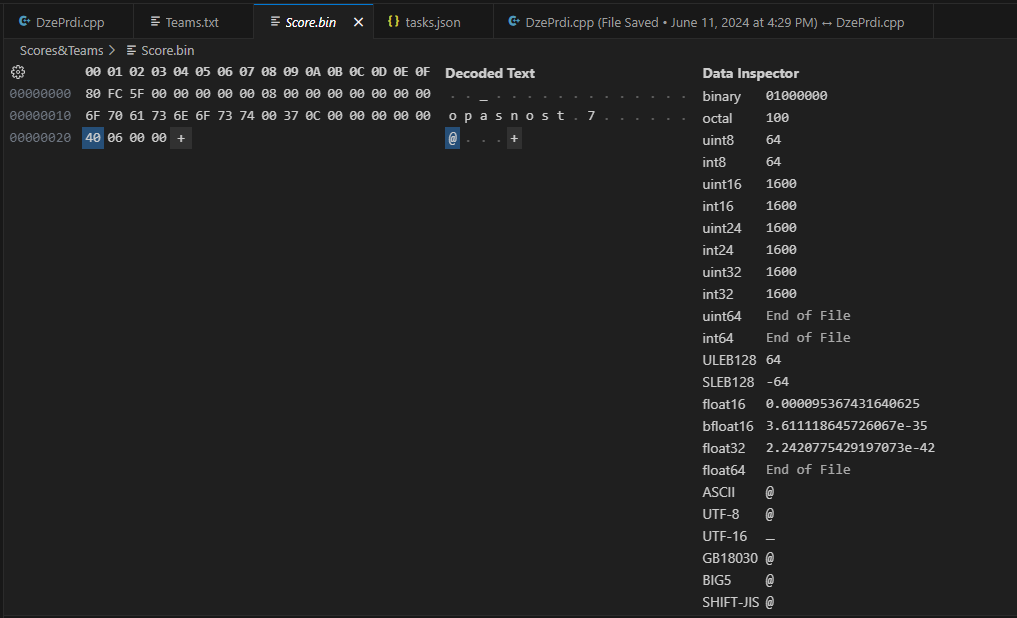 DzePrdi.cpp Teams.txt Score.bin × tasks.json DzePrdi.cpp (File Saved • June 11, 2024 at 4:29 PM) ↔ DzePrdi.cpp
Scores&Teams > Score.bin
00 01 02 03 04 05 06 07 08 09 0A 0B 0C 0D 0E 0F Decoded Text
00000000 80 FC 5F 00 00 00 00 00 08 00 00 00 00 00 00 00 . . _ . . . . . . . . . . . . .
00000010 6F 70 61 73 6E 6F 73 74 00 37 0C 00 00 00 00 00 o p a s n o s t . 7 . . . . . .
00000020 40 06 00 00 + @ . . . +
Data Inspector
binary 01000000
octal 100
uint8 64
int8 64
uint16 1600
int16 1600
uint24 1600
int24 1600
uint32 1600
int32 1600
uint64 End of File
int64 End of File
ULEB128 64
SLEB128 -64
float16 0.000095367431640625
bfloat16 3.611118645726067e-35
float32 2.2420775429197073e-42
float64 End of File
ASCII @
UTF-8 @
UTF-16 ـ
GB18030 @
BIG5 @
SHIFT-JIS @